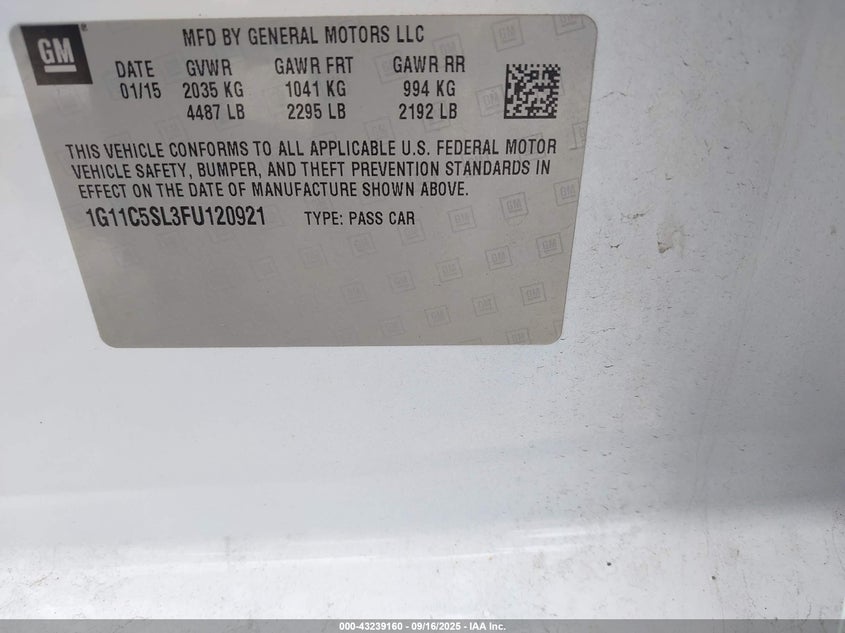 GM
MFD BY GENERAL MOTORS LLC
DATE GVWR GAWR FRT GAWR RR
01/15 2035 KG 1041 KG 994 KG
4487 LB 2295 LB 2192 LB
THIS VEHICLE CONFORMS TO ALL APPLICABLE U.S. FEDERAL MOTOR
VEHICLE SAFETY, BUMPER, AND THEFT PREVENTION STANDARDS IN
EFFECT ON THE DATE OF MANUFACTURE SHOWN ABOVE.
1G11C5SL3FU120921 TYPE: PASS CAR
000-43239160 - 09/16/2025 - IAA Inc.